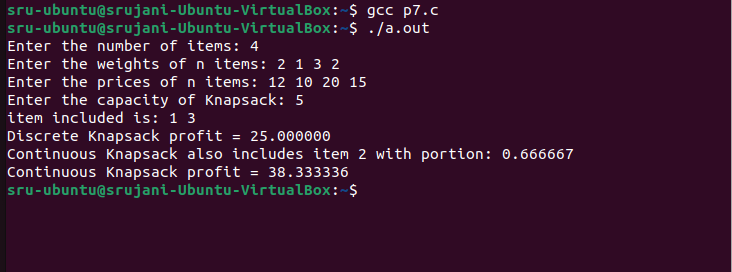 sru-ubuntu@srujani-Ubuntu-VirtualBox:~$ gcc p7.c
sru-ubuntu@srujani-Ubuntu-VirtualBox:~$ ./a.out
Enter the number of items: 4
Enter the weights of n items: 2 1 3 2
Enter the prices of n items: 12 10 20 15
Enter the capacity of Knapsack: 5
item included is: 1 3
Discrete Knapsack profit = 25.000000
Continuous Knapsack also includes item 2 with portion: 0.666667
Continuous Knapsack profit = 38.333336
sru-ubuntu@srujani-Ubuntu-VirtualBox:~$